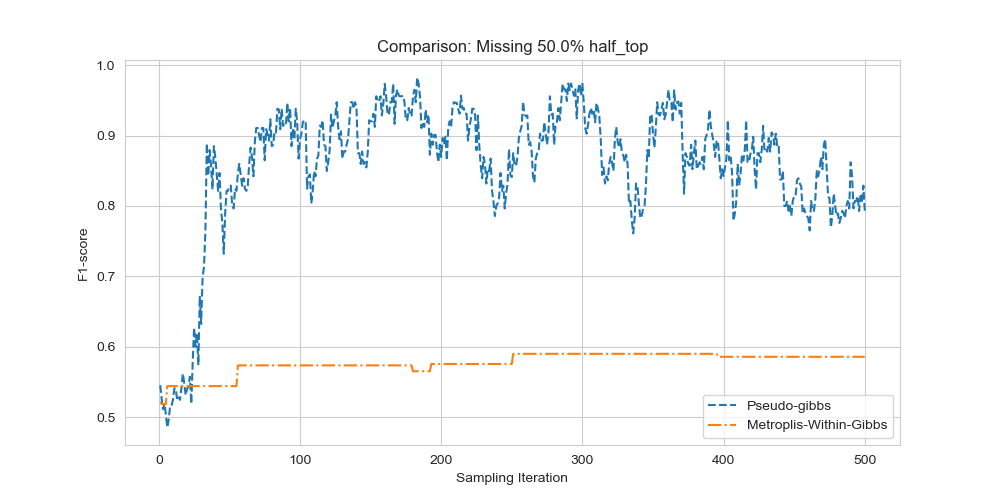 Comparison: Missing 50.0% half_top
1.0
0.9
0.8
0.7
0.6
0.5
F1-score
0 100 200 300 400 500
Sampling Iteration
Pseudo-gibbs
Metroplis-Within-Gibbs